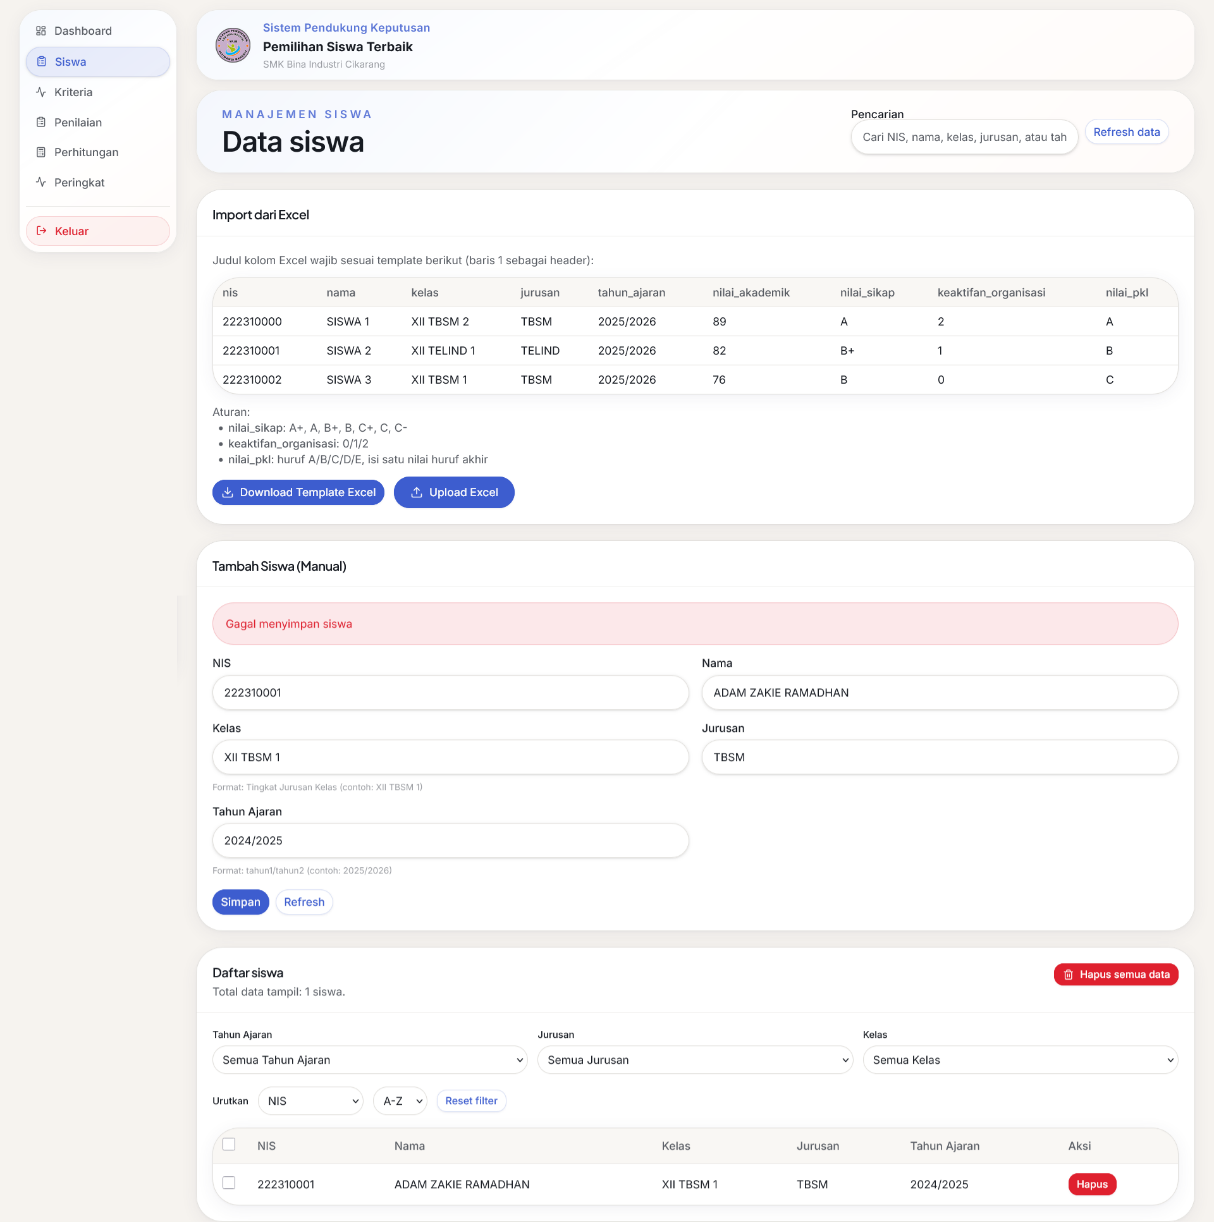 Dashboard
Siswa
Kriteria
Penilaian
Perhitungan
Peringkat
Keluar
Sistem Pendukung Keputusan
Pemilihan Siswa Terbaik
SMK Bina Industri Cikarang
MANAJEMEN SISWA
Data siswa
Pencarian
Cari NIS, nama, kelas, jurusan, atau tah
Refresh data
Import dari Excel
Judul kolom Excel wajib sesuai template berikut (baris 1 sebagai header):
nis nama kelas jurusan tahun_ajaran nilai_akademik nilai_sikap keaktifan_organisasi nilai_pkl
222310000 SISWA 1 XII TBSM 2 TBSM 2025/2026 89 A 2 A
222310001 SISWA 2 XII TELIND 1 TELIND 2025/2026 82 B+ 1 B
222310002 SISWA 3 XII TBSM 1 TBSM 2025/2026 76 B 0 C
Aturan:
• nilai_sikap: A+, A, B+, B, C+, C, C-
• keaktifan_organisasi: 0/1/2
• nilai_pkl: huruf A/B/C/D/E, isi satu nilai huruf akhir
Download Template Excel Upload Excel
Tambah Siswa (Manual)
Gagal menyimpan siswa
NIS Nama
222310001 ADAM ZAKIE RAMADHAN
Kelas Jurusan
XII TBSM 1 TBSM
Format: Tingkat Jurusan Kelas (contoh: XII TBSM 1)
Tahun Ajaran
2024/2025
Format: tahun1/tahun2 (contoh: 2025/2026)
Simpan Refresh
Daftar siswa
Total data tampil: 1 siswa.
Hapus semua data
Tahun Ajaran Jurusan Kelas
Semua Tahun Ajaran Semua Jurusan Semua Kelas
Urutkan NIS A-Z Reset filter
NIS Nama Kelas Jurusan Tahun Ajaran Aksi
222310001 ADAM ZAKIE RAMADHAN XII TBSM 1 TBSM 2024/2025 Hapus